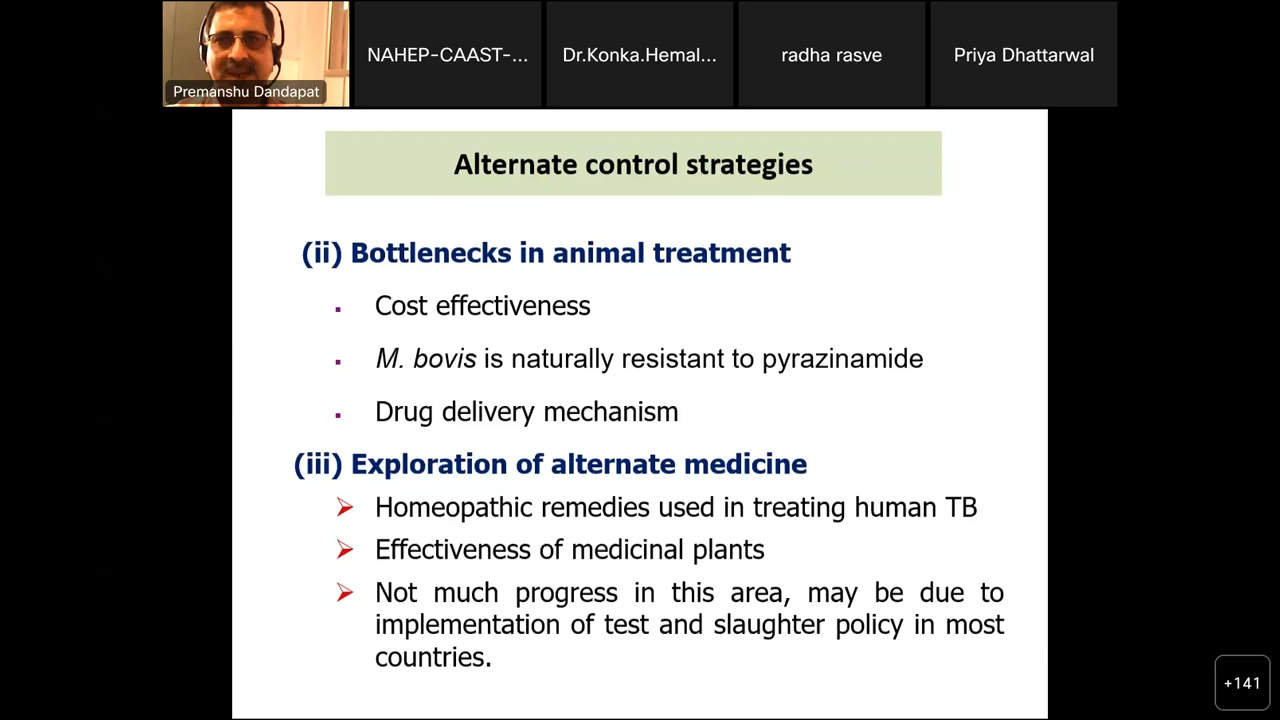 NAHEP-CAAST-...
Dr.Konka.Hemal...
radha rasve
Priya Dhattarwal
Premanshu Dandapat
Alternate control strategies
(ii) Bottlenecks in animal treatment
▪ Cost effectiveness
▪ M. bovis is naturally resistant to pyrazinamide
▪ Drug delivery mechanism
(iii) Exploration of alternate medicine
➢ Homeopathic remedies used in treating human TB
➢ Effectiveness of medicinal plants
➢ Not much progress in this area, may be due to
implementation of test and slaughter policy in most
countries.
+141